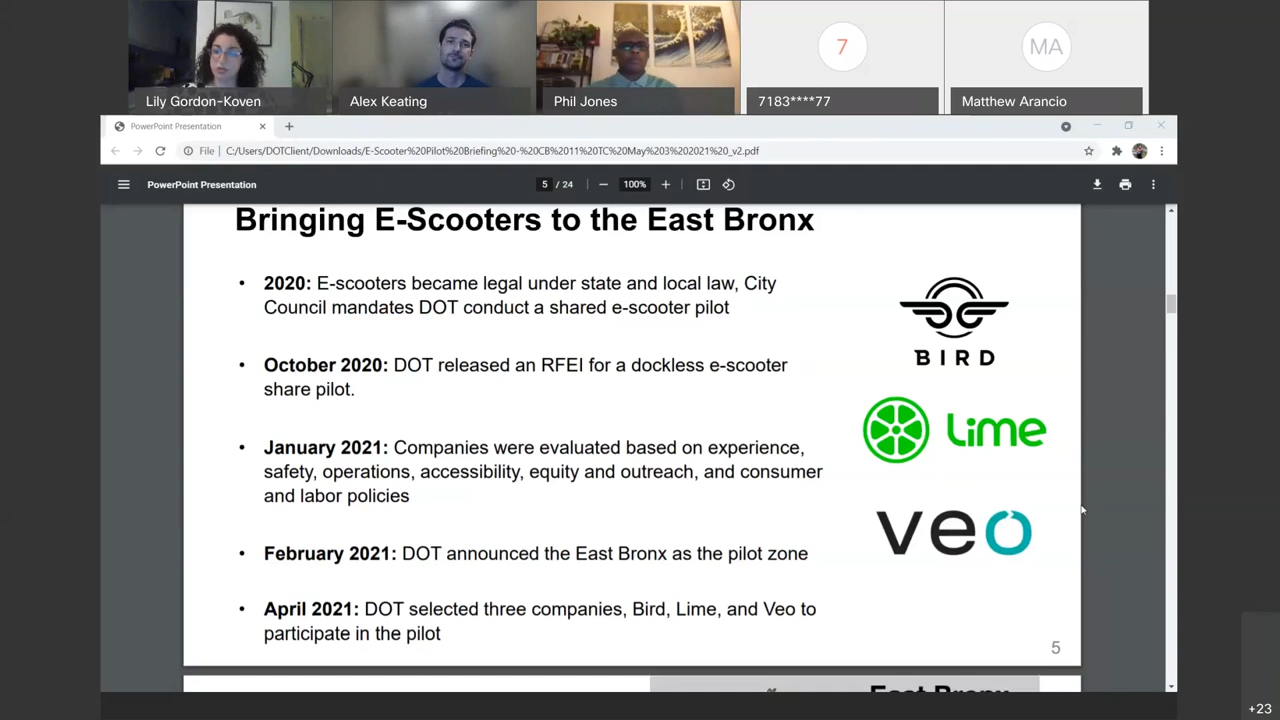 7
MA
Lily Gordon-Koven
Alex Keating
Phil Jones
7183****77
Matthew Arancio
PowerPoint Presentation
File
C:/Users/DOTClient/Downloads/E-Scooter%20Pilot%20Briefing%20-%20CB%2011%20TC%20May%203%202021%20_v2.pdf
PowerPoint Presentation
5 / 24
100%
Bringing E-Scooters to the East Bronx
• 2020: E-scooters became legal under state and local law, City
Council mandates DOT conduct a shared e-scooter pilot
• October 2020: DOT released an RFEI for a dockless e-scooter
share pilot.
• January 2021: Companies were evaluated based on experience,
safety, operations, accessibility, equity and outreach, and consumer
and labor policies
• February 2021: DOT announced the East Bronx as the pilot zone
• April 2021: DOT selected three companies, Bird, Lime, and Veo to
participate in the pilot
BIRD
Lime
veo
5
East Bronx
+23